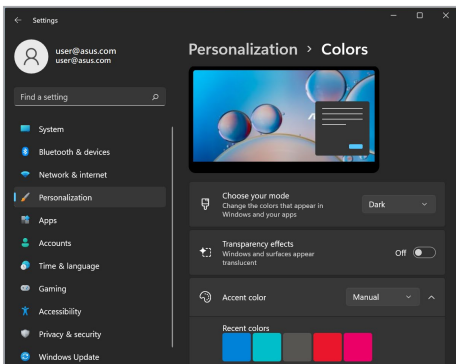 Settings
user@asus.com
user@asus.com
Find a setting
System
Bluetooth & devices
Network & internet
Personalization
Apps
Accounts
Time & language
Gaming
Accessibility
Privacy & security
Windows Update
Personalization > Colors
Choose your mode
Change the colors that appear in
Windows and your apps
Dark
Transparency effects
Windows and surfaces appear
translucent
Off
Accent color
Manual
Recent colors